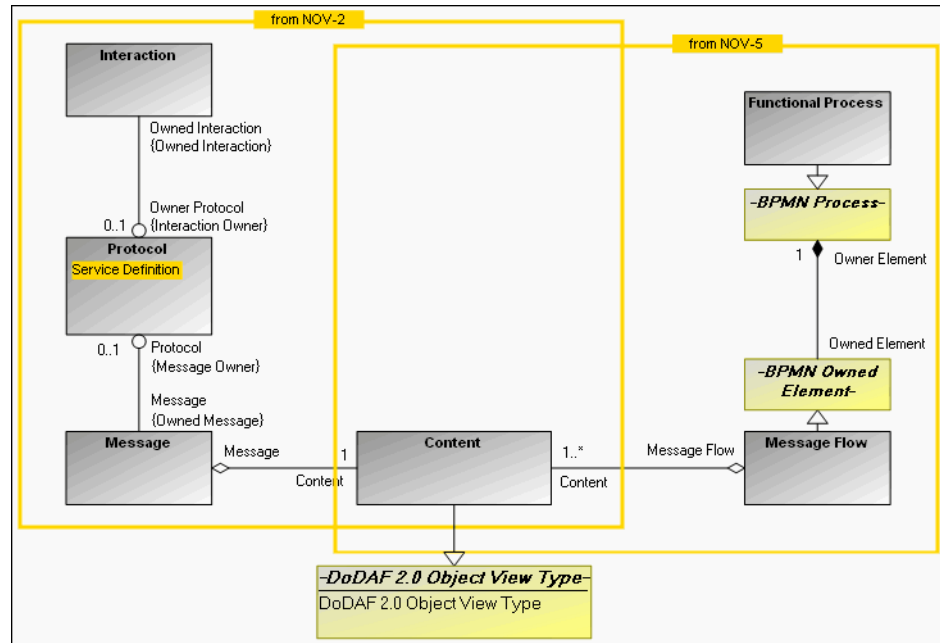 from NOV-2
from NOV-5
Interaction
Owned Interaction
{Owned Interaction}
Owner Protocol
0..1
{Interaction Owner}
Protocol
Service Definition
0..1
Protocol
{Message Owner}
Message
{Owned Message}
Message
Message
1
Content
Content
1..*
Content
Message Flow
Message Flow
Functional Process
-BPMN Process-
1
Owner Element
Owned Element
-BPMN Owned
Element-
-DoDAF 2.0 Object View Type-
DoDAF 2.0 Object View Type